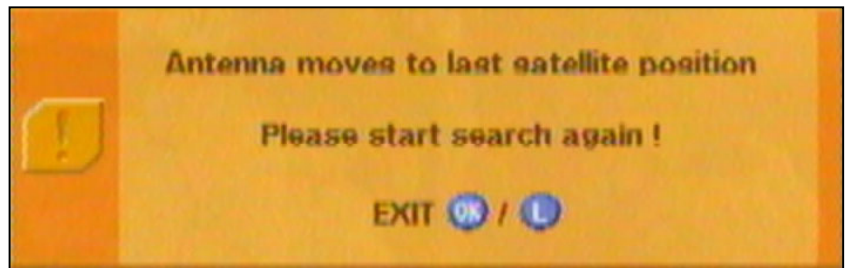 Antenna moves to last satellite position
Please start search again !
EXIT OK / L